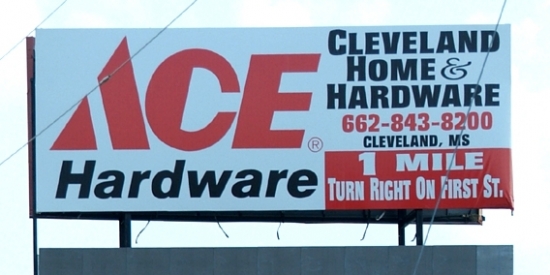 ACE
Hardware
CLEVELAND
HOME &
HARDWARE
662-843-8200
CLEVELAND, MS
1 MILE
TURN RIGHT ON FIRST ST.